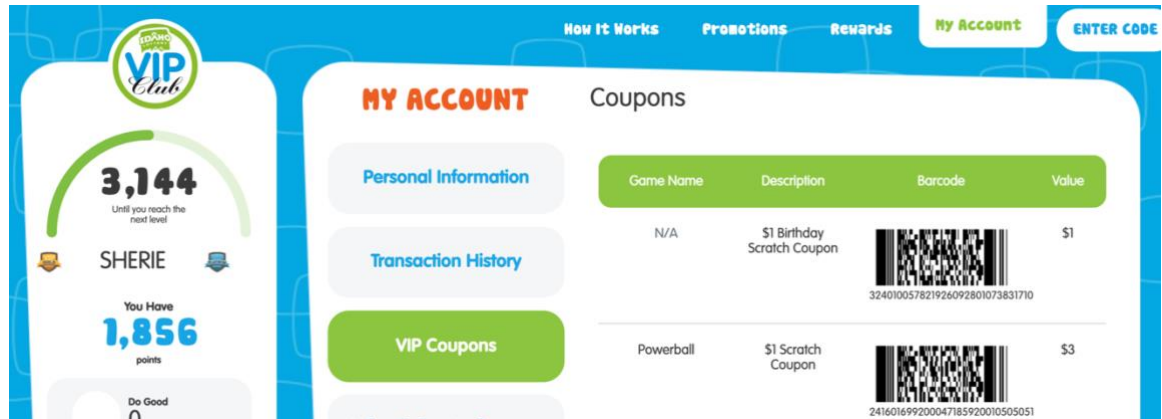 How It Works
Promotions
Rewards
My Account
ENTER CODE
IDAHO
VIP
Club
3,144
Until you reach the
next level
SHERIE
You Have
1,856
points
Do Good
0
MY ACCOUNT
Personal Information
Transaction History
VIP Coupons
Coupons
Game Name Description Barcode Value
N/A
$1 Birthday
Scratch Coupon
$1
324010057821926092801073831710
Powerball
$1 Scratch
Coupon
$3
24160169920004718592001050505​1